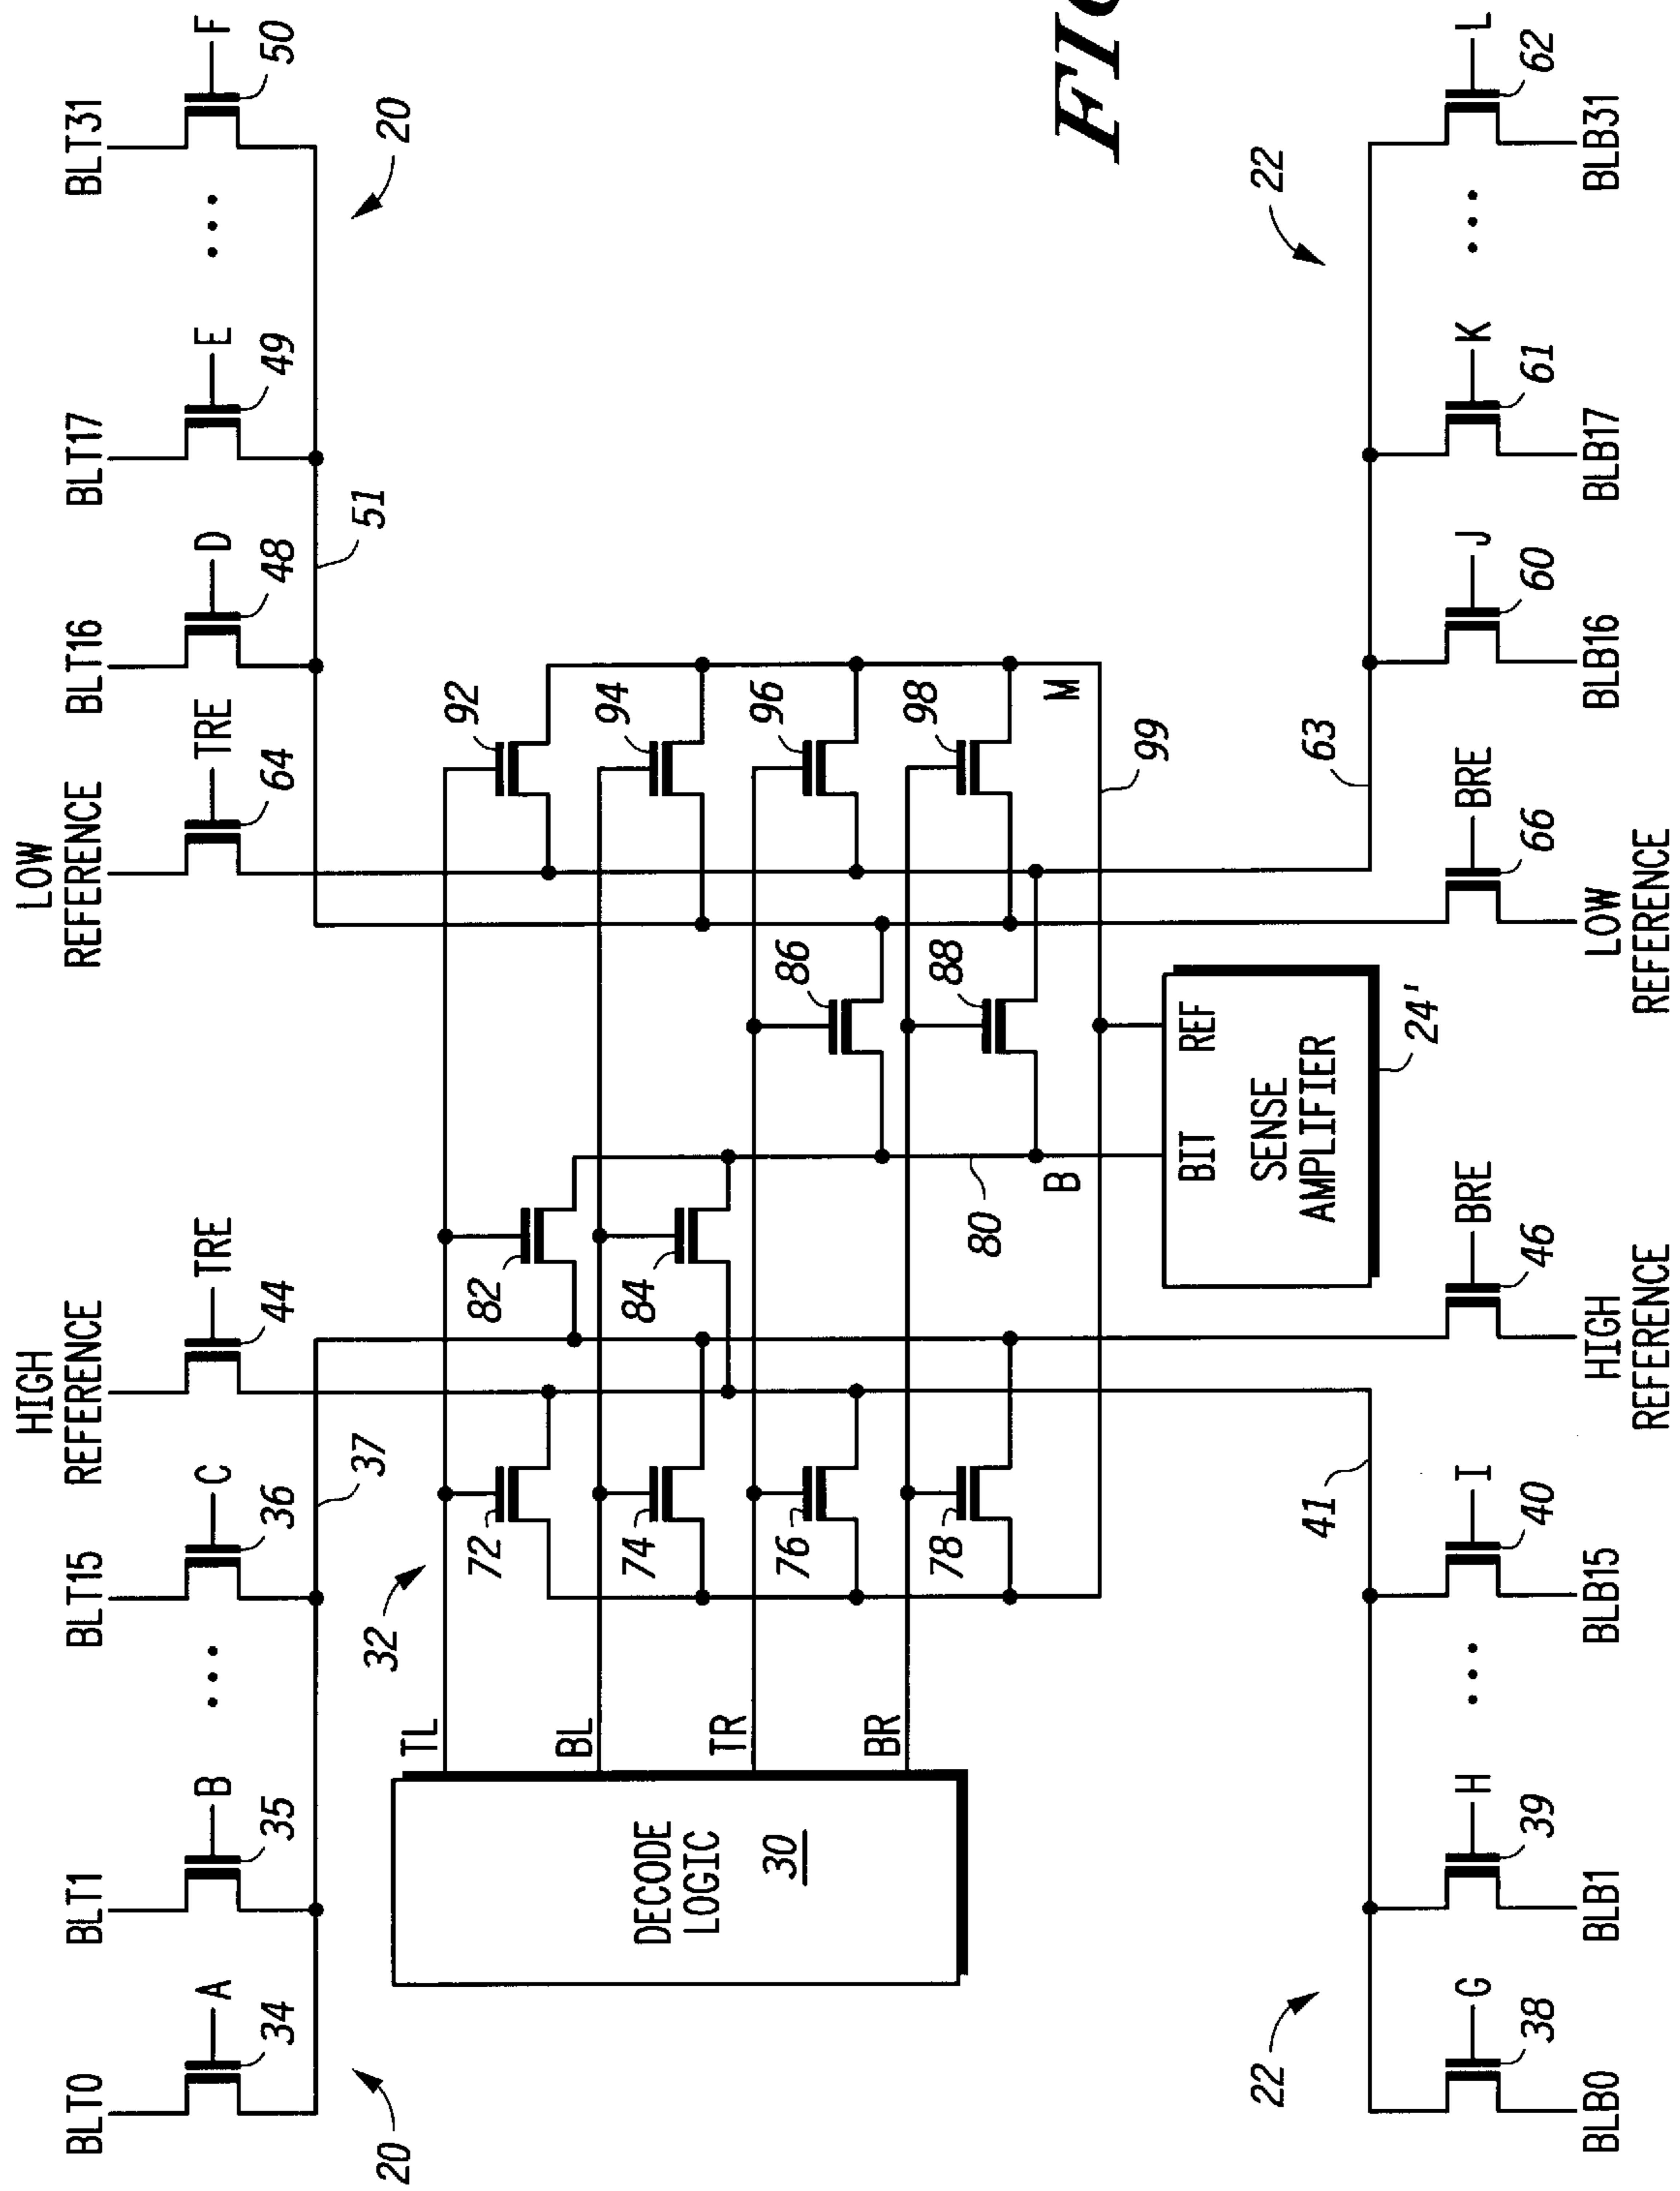 LOW
REFERENCE
HIGH
REFERENCE
BLT0
BLT1
BLT15
BLT16
BLT17
BLT31
A
B
C
TRE
TRE
D
E
F
34
35
36
44
64
48
49
50
20
37
51
20
32
TL
BL
TR
BR
DECODE
LOGIC
30
72
74
76
78
82
84
86
88
92
94
96
98
80
B
M
99
BIT
REF
SENSE
AMPLIFIER
24'
FIG
22
41
63
22
G
H
I
BRE
BRE
J
K
L
38
39
40
46
66
60
61
62
BLB0
BLB1
BLB15
HIGH
REFERENCE
LOW
REFERENCE
BLB16
BLB17
BLB31